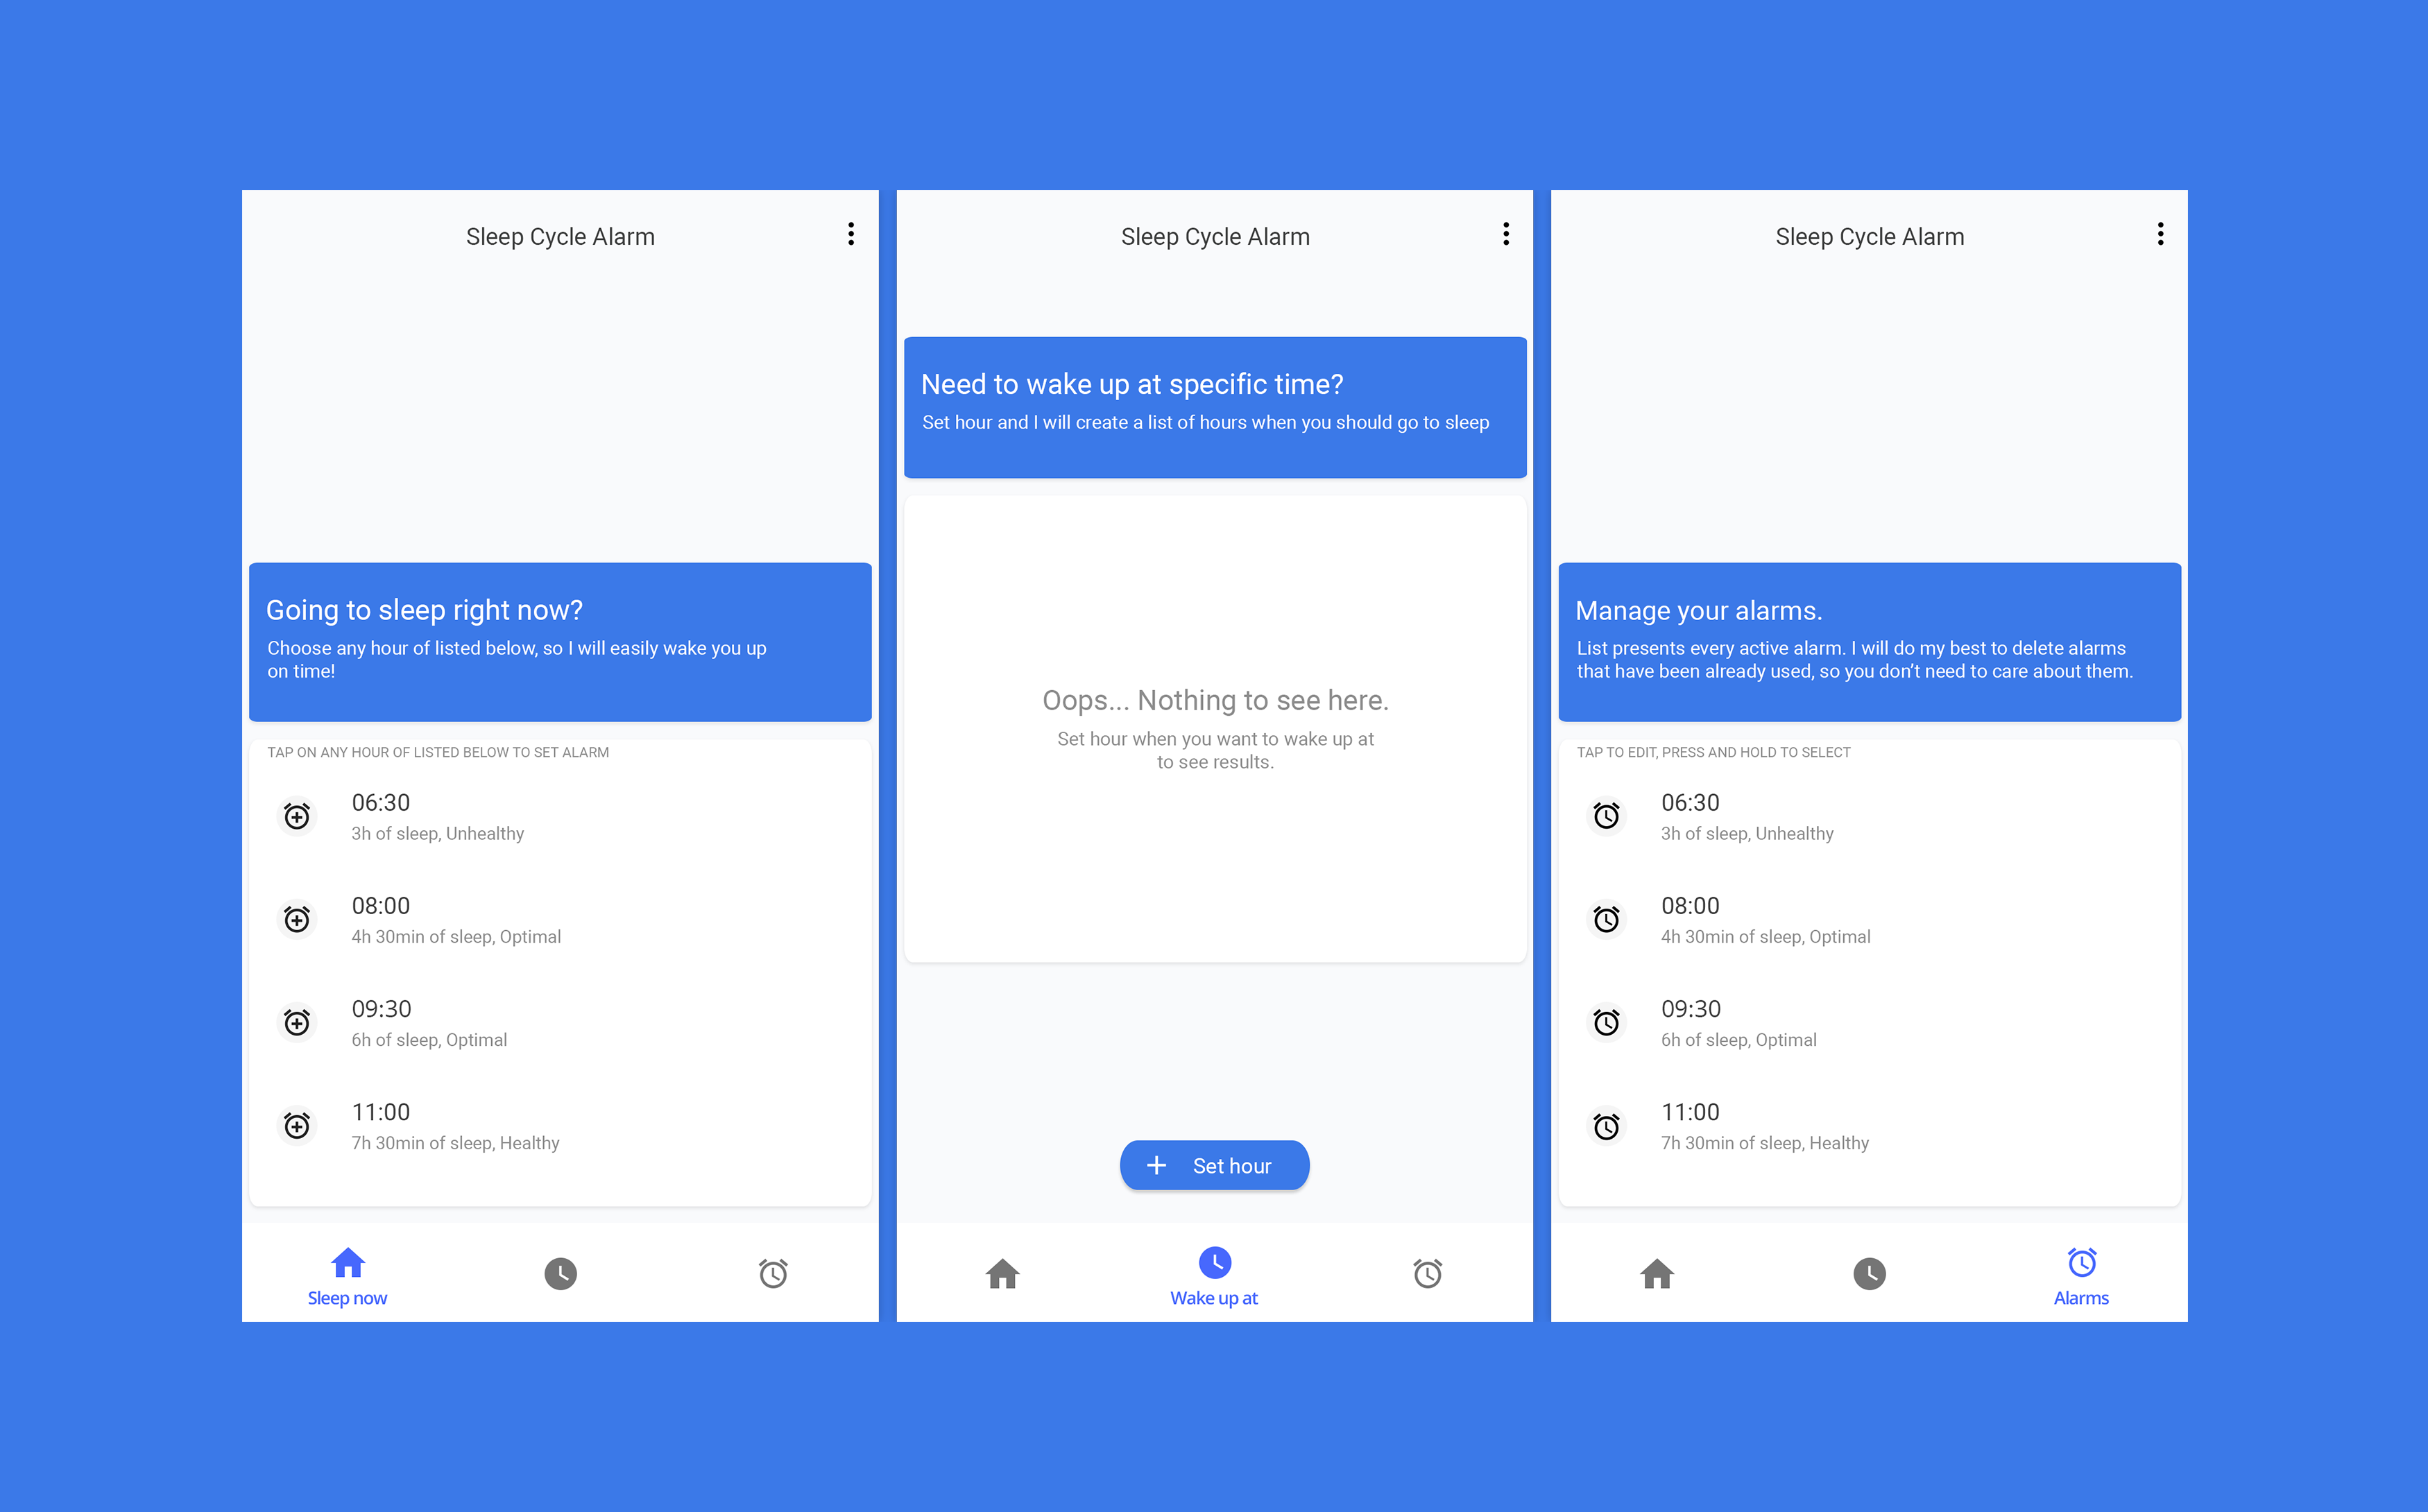 Sleep Cycle Alarm
Going to sleep right now?
Choose any hour of listed below, so I will easily wake you up
on time!
TAP ON ANY HOUR OF LISTED BELOW TO SET ALARM
06:30
3h of sleep, Unhealthy
08:00
4h 30min of sleep, Optimal
09:30
6h of sleep, Optimal
11:00
7h 30min of sleep, Healthy
Sleep now
Sleep Cycle Alarm
Need to wake up at specific time?
Set hour and I will create a list of hours when you should go to sleep
Oops... Nothing to see here.
Set hour when you want to wake up at
to see results.
Set hour
Wake up at
Sleep Cycle Alarm
Manage your alarms.
List presents every active alarm. I will do my best to delete alarms
that have been already used, so you don’t need to care about them.
TAP TO EDIT, PRESS AND HOLD TO SELECT
06:30
3h of sleep, Unhealthy
08:00
4h 30min of sleep, Optimal
09:30
6h of sleep, Optimal
11:00
7h 30min of sleep, Healthy
Alarms